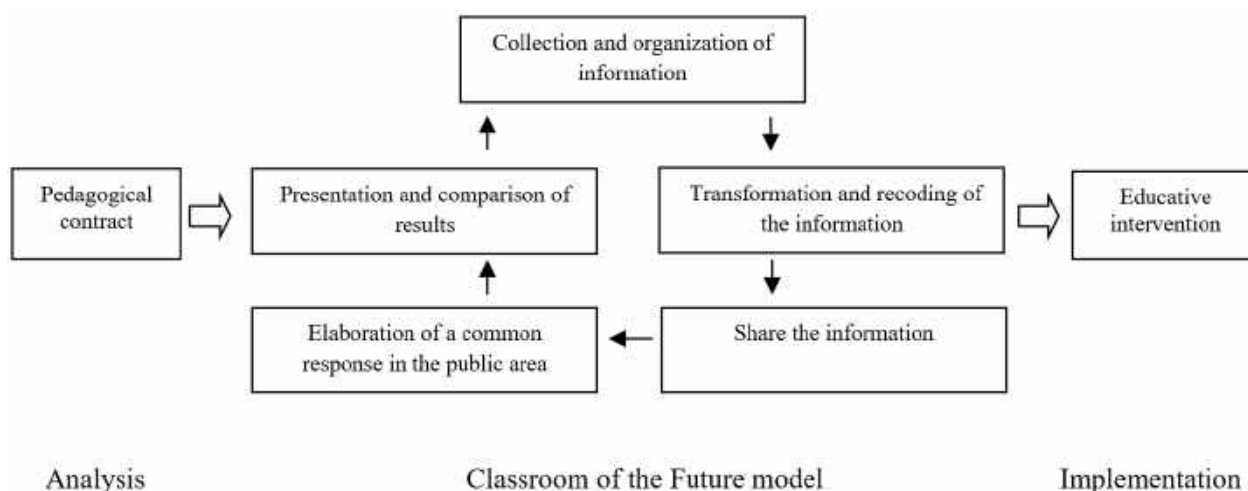 Collection and organization of
information
Pedagogical
contract
Presentation and comparison of
results
Transformation and recoding of
the information
Educative
intervention
Elaboration of a common
response in the public area
Share the information
Analysis
Classroom of the Future model
Implementation